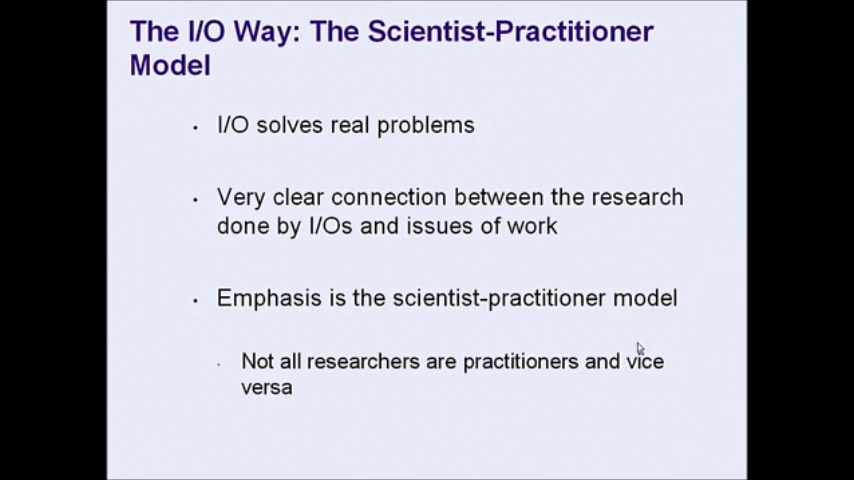 The I/O Way: The Scientist-Practitioner
Model
• I/O solves real problems
• Very clear connection between the research
done by I/Os and issues of work
• Emphasis is the scientist-practitioner model
• Not all researchers are practitioners and vice
versa